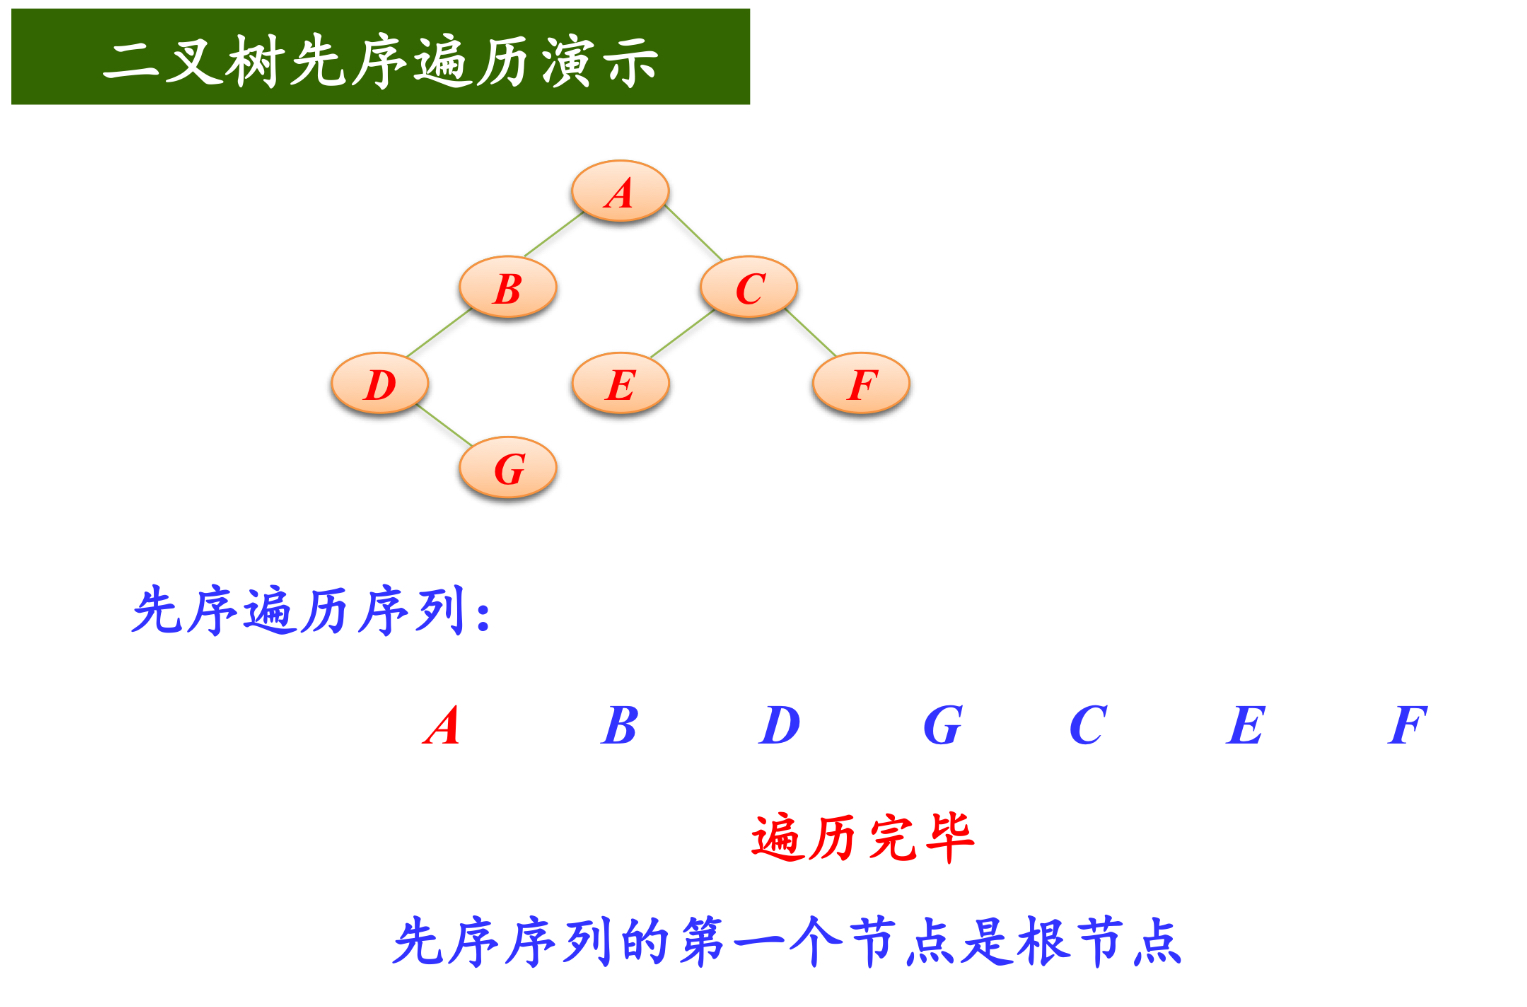 二叉树先序遍历演示
A
B C
D E F
G
先序遍历序列：
A B D G C E F
遍历完毕
先序序列的第一个节点是根节点